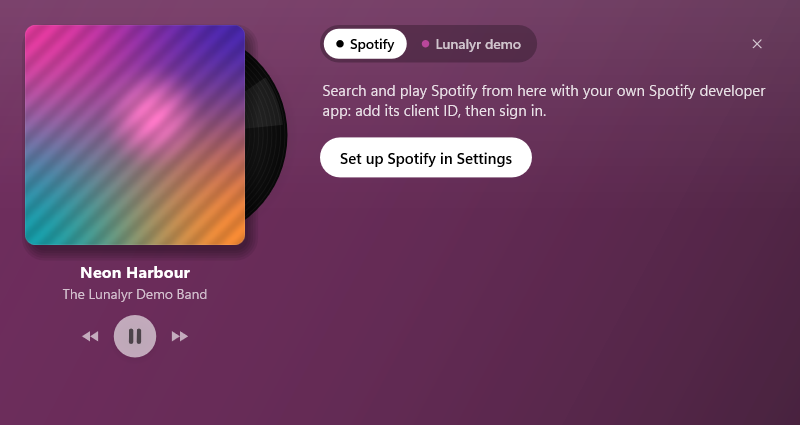 Spotify
Lunalyr demo
Search and play Spotify from here with your own Spotify developer
app: add its client ID, then sign in.
Set up Spotify in Settings
Neon Harbour
The Lunalyr Demo Band